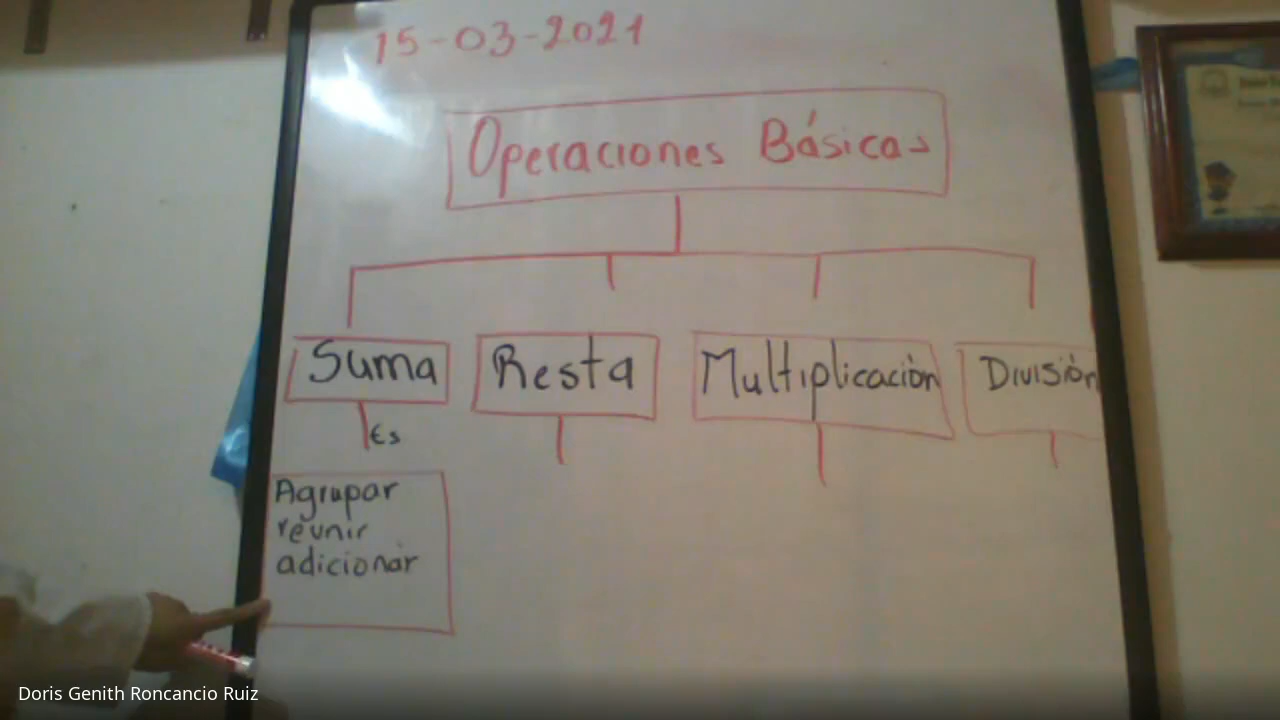 15-03-2021
Operaciones Básicas
Suma
Resta
Multiplicación
División
Es
Agrupar
reunir
adicionar
Doris Genith Roncancio Ruiz